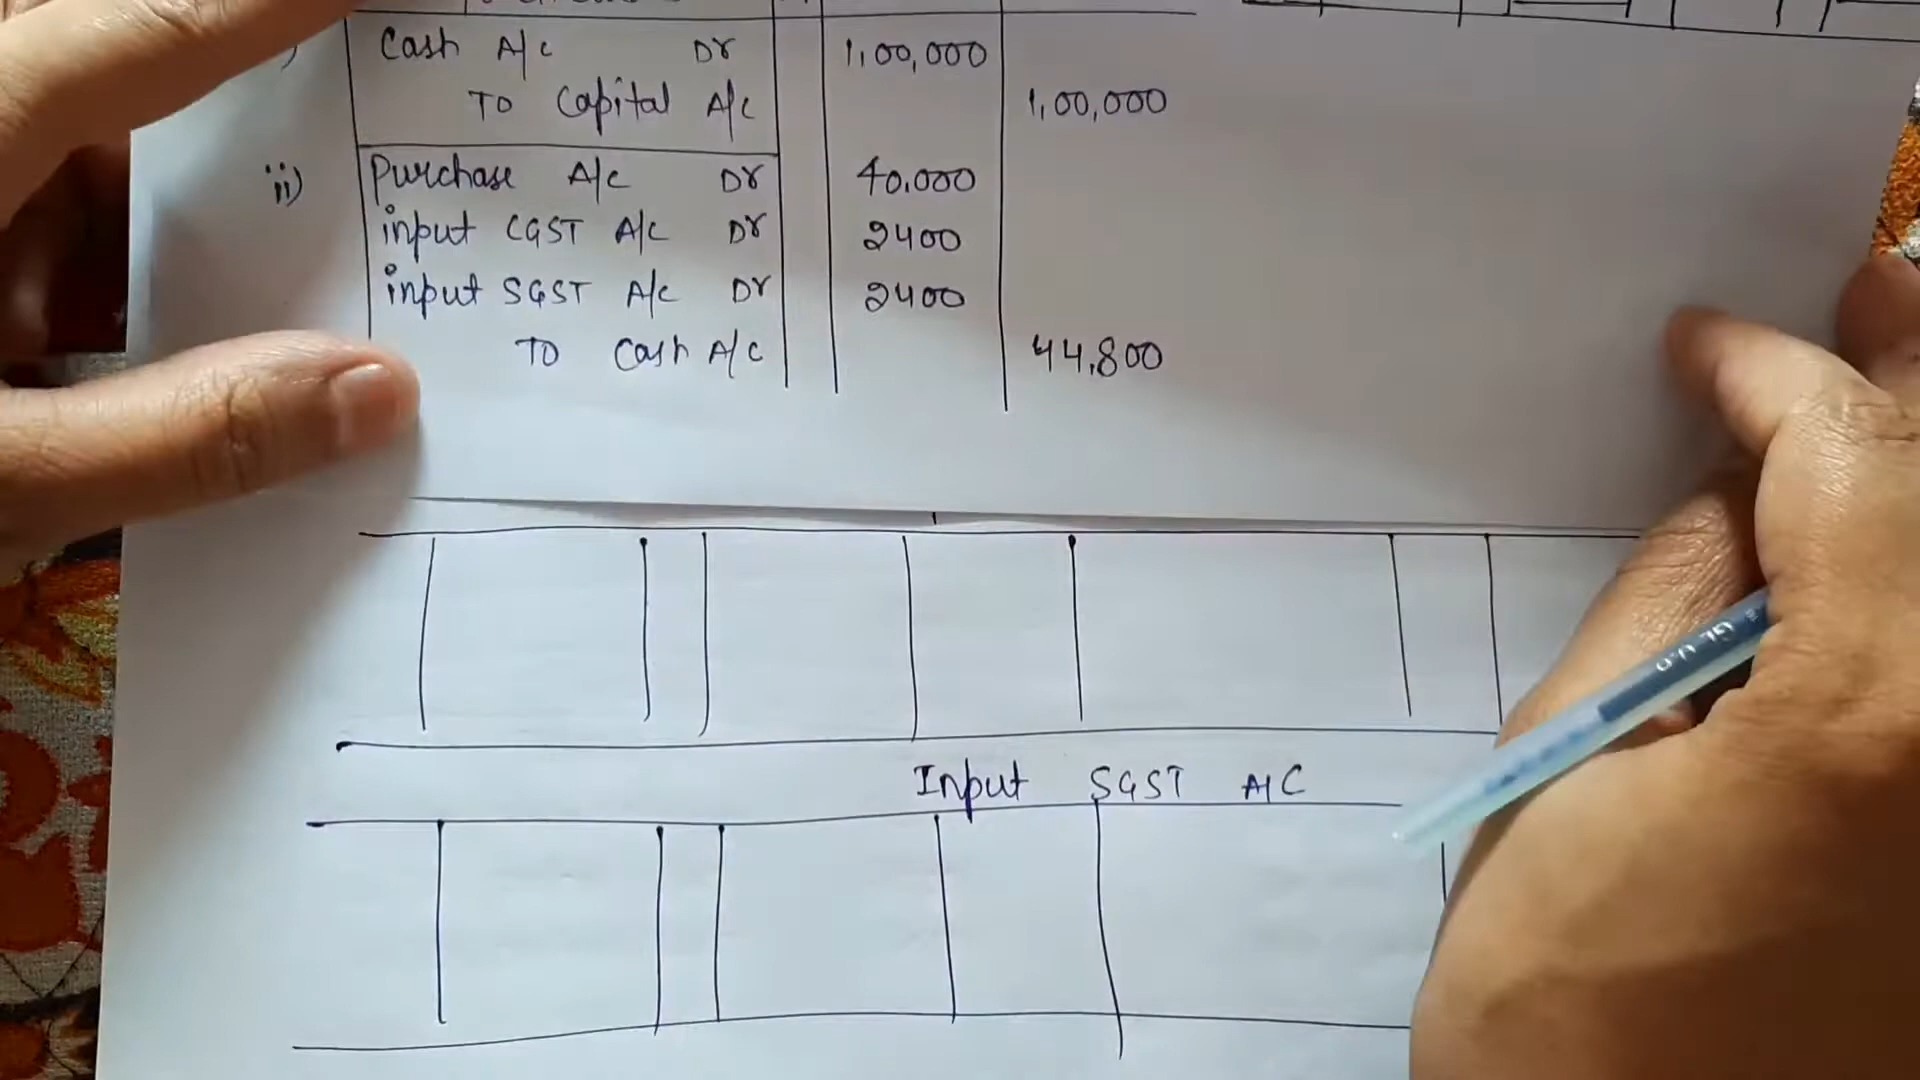 Cash A/c Dr 1,00,000
To Capital A/c 1,00,000
ii) Purchase A/c Dr 40,000
input CGST A/c Dr 2400
input SGST A/c Dr 2400
To Cash A/c 44,800
Input SGST A/C